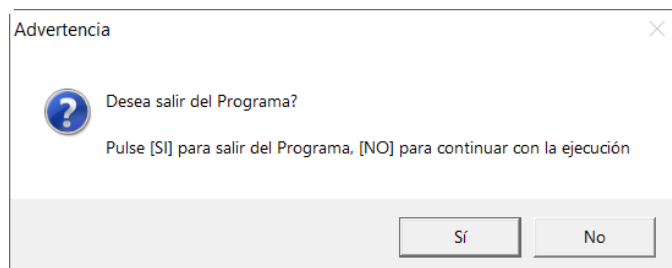 Advertencia
Desea salir del Programa?
Pulse [SI] para salir del Programa, [NO] para continuar con la ejecución
Sí
No